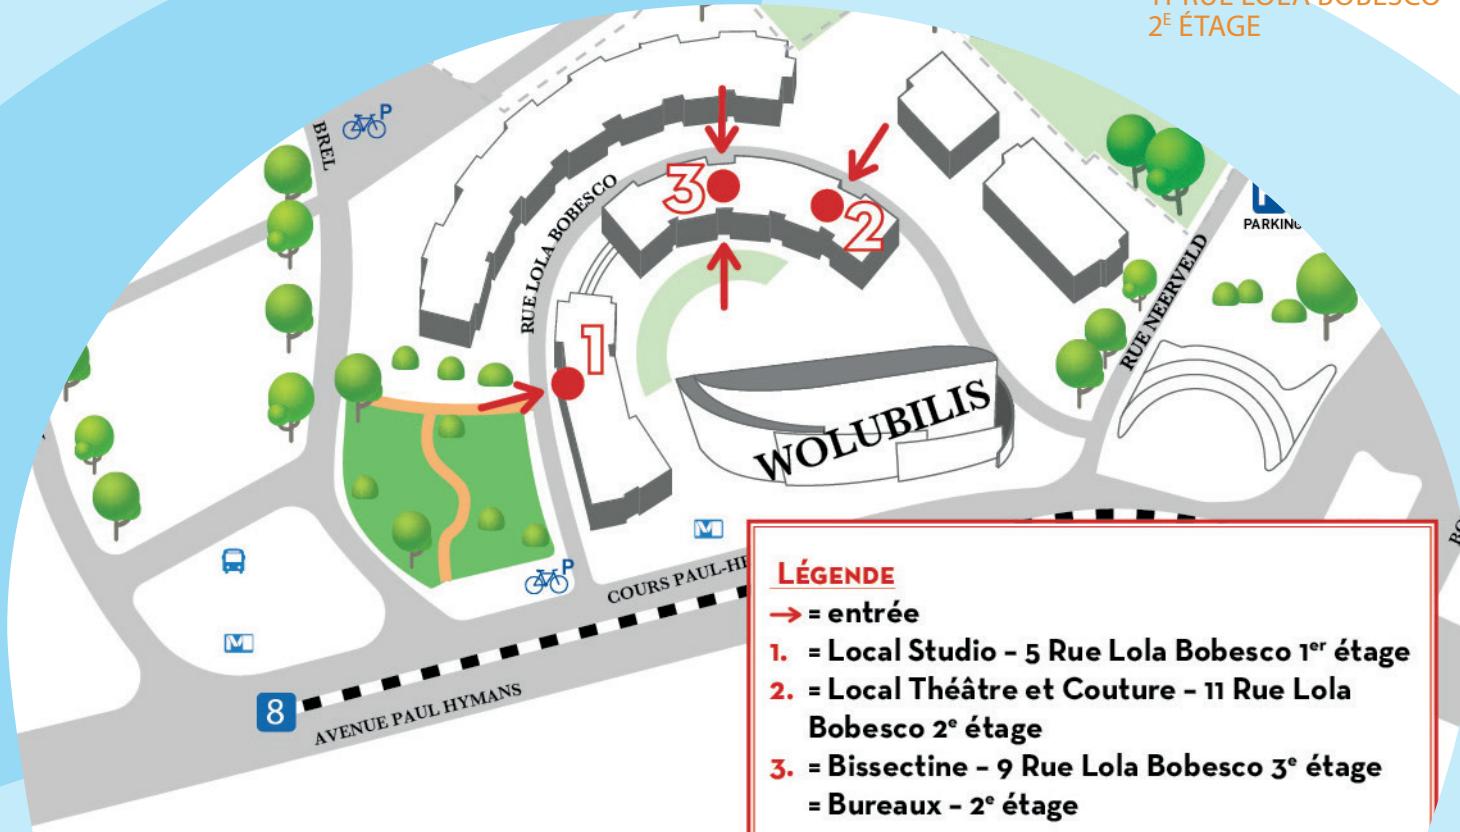 2E ÉTAGE
BREL
P
RUE LOLA BOBESCO
3
2
1
PARKING
RUE NEERVELD
WOLUBILIS
M
P
COURS PAUL-HE
M
8
AVENUE PAUL HYMANS
LÉGENDE
→ = entrée
1. = Local Studio – 5 Rue Lola Bobesco 1er étage
2. = Local Théâtre et Couture – 11 Rue Lola
Bobesco 2e étage
3. = Bissectine – 9 Rue Lola Bobesco 3e étage
= Bureaux – 2e étage